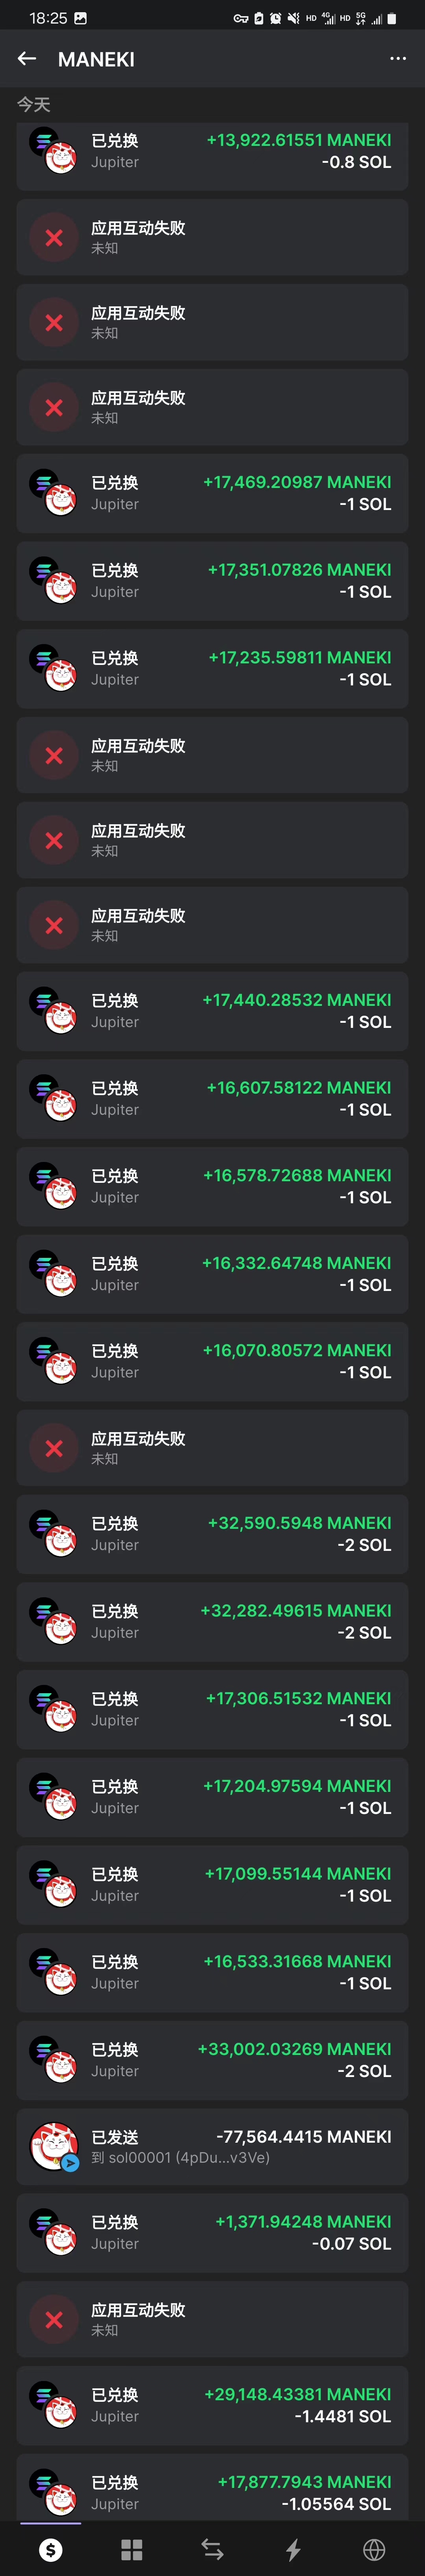 18:25 HD 4G HD 5G
MANEKI
今天
已兑换 +13,922.61551 MANEKI
Jupiter -0.8 SOL
应用互动失败
未知
应用互动失败
未知
应用互动失败
未知
已兑换 +17,469.20987 MANEKI
Jupiter -1 SOL
已兑换 +17,351.07826 MANEKI
Jupiter -1 SOL
已兑换 +17,235.59811 MANEKI
Jupiter -1 SOL
应用互动失败
未知
应用互动失败
未知
应用互动失败
未知
已兑换 +17,440.28532 MANEKI
Jupiter -1 SOL
已兑换 +16,607.58122 MANEKI
Jupiter -1 SOL
已兑换 +16,578.72688 MANEKI
Jupiter -1 SOL
已兑换 +16,332.64748 MANEKI
Jupiter -1 SOL
已兑换 +16,070.80572 MANEKI
Jupiter -1 SOL
应用互动失败
未知
已兑换 +32,590.5948 MANEKI
Jupiter -2 SOL
已兑换 +32,282.49615 MANEKI
Jupiter -2 SOL
已兑换 +17,306.51532 MANEKI
Jupiter -1 SOL
已兑换 +17,204.97594 MANEKI
Jupiter -1 SOL
已兑换 +17,099.55144 MANEKI
Jupiter -1 SOL
已兑换 +16,533.31668 MANEKI
Jupiter -1 SOL
已兑换 +33,002.03269 MANEKI
Jupiter -2 SOL
已发送 -77,564.4415 MANEKI
到 sol00001 (4pDu...v3Ve)
已兑换 +1,371.94248 MANEKI
Jupiter -0.07 SOL
应用互动失败
未知
已兑换 +29,148.43381 MANEKI
Jupiter -1.4481 SOL
已兑换 +17,877.7943 MANEKI
Jupiter -1.05564 SOL